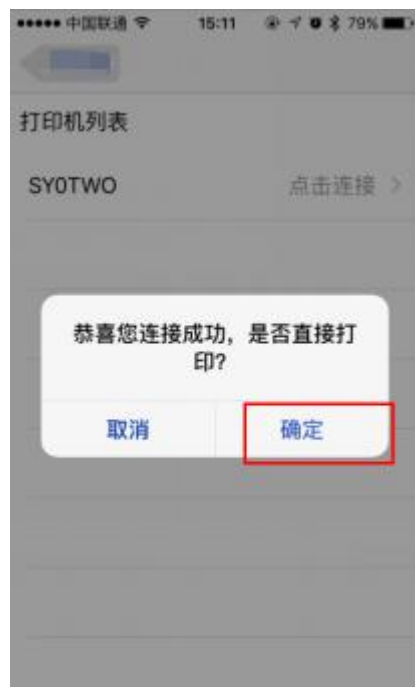 中国联通 15:11 79%
打印机列表
SY0TWO 点击连接
恭喜您连接成功，是否直接打
印?
取消 确定